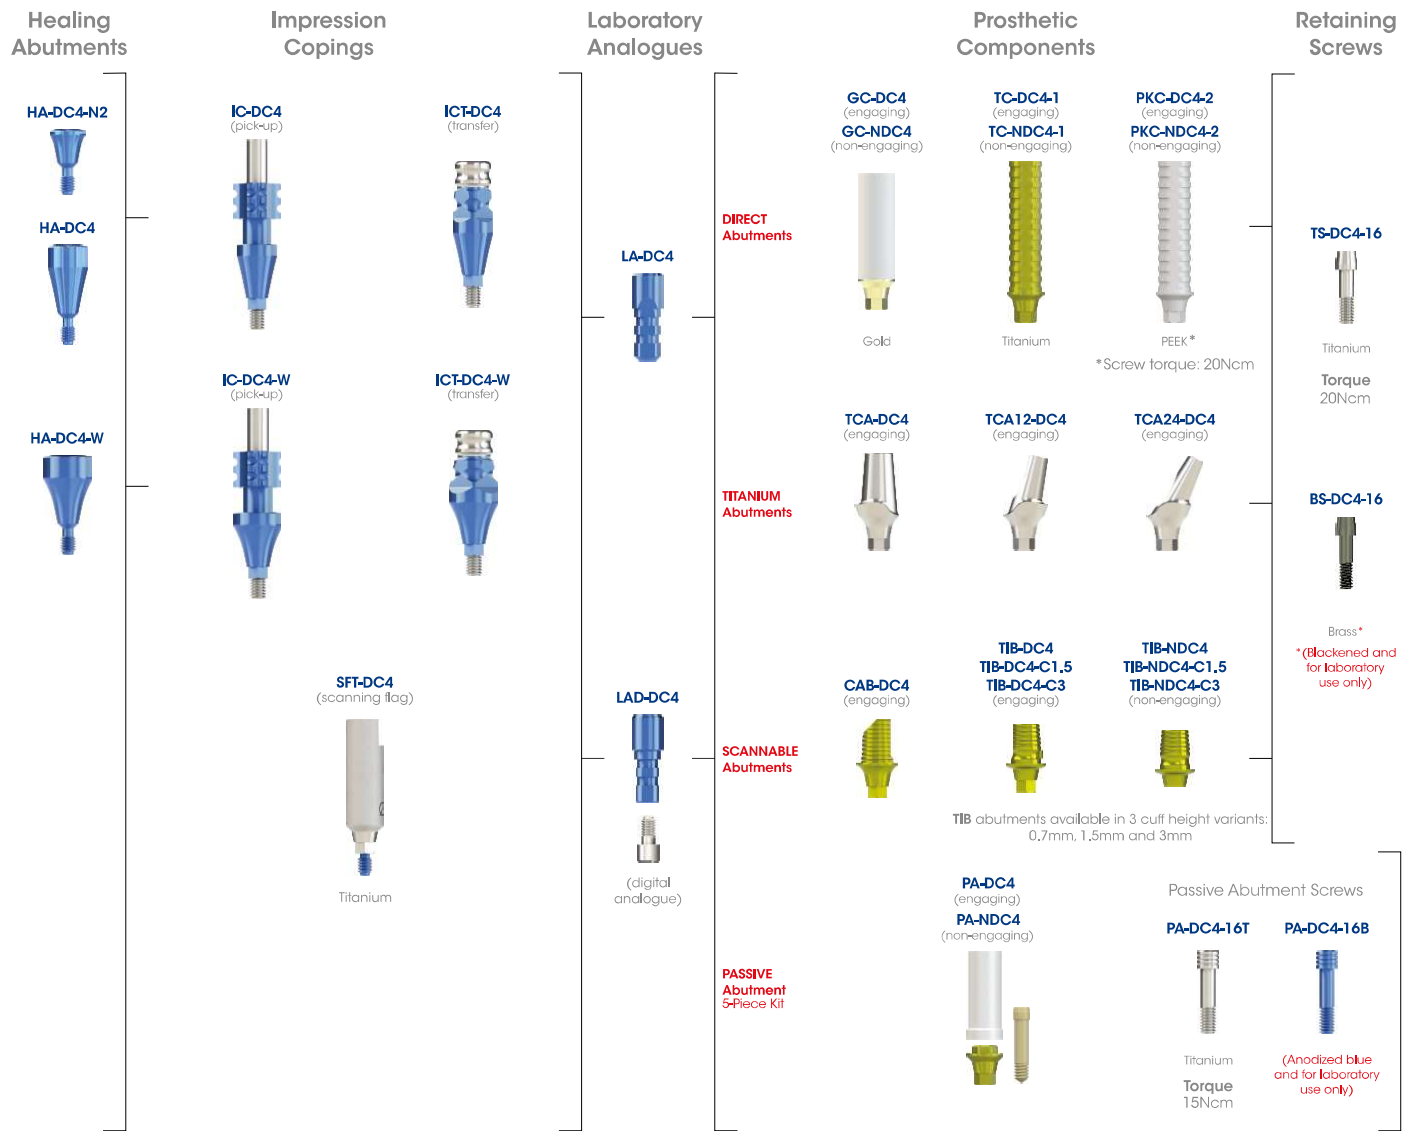 Healing
Abutments
Impression
Copings
Laboratory
Analogues
Prosthetic
Components
Retaining
Screws
HA-DC4-N2
HA-DC4
HA-DC4-W
IC-DC4
(pick-up)
ICT-DC4
(transfer)
IC-DC4-W
(pick-up)
ICT-DC4-W
(transfer)
SFT-DC4
(scanning flag)
Titanium
LA-DC4
LAD-DC4
(digital
analogue)
DIRECT
Abutments
GC-DC4
(engaging)
GC-NDC4
(non-engaging)
Gold
TC-DC4-1
(engaging)
TC-NDC4-1
(non-engaging)
Titanium
PKC-DC4-2
(engaging)
PKC-NDC4-2
(non-engaging)
PEEK*
*Screw torque: 20Ncm
TITANIUM
Abutments
TCA-DC4
(engaging)
TCA12-DC4
(engaging)
TCA24-DC4
(engaging)
SCANNABLE
Abutments
CAB-DC4
(engaging)
TIB-DC4
TIB-DC4-C1.5
TIB-DC4-C3
(engaging)
TIB-NDC4
TIB-NDC4-C1.5
TIB-NDC4-C3
(non-engaging)
TIB abutments available in 3 cuff height variants:
0.7mm, 1.5mm and 3mm
TS-DC4-16
Titanium
Torque
20Ncm
BS-DC4-16
Brass*
*(Blackened and
for laboratory
use only)
PASSIVE
Abutment
5-Piece Kit
PA-DC4
(engaging)
PA-NDC4
(non-engaging)
Passive Abutment Screws
PA-DC4-16T
Titanium
Torque
15Ncm
PA-DC4-16B
(Anodized blue
and for laboratory
use only)